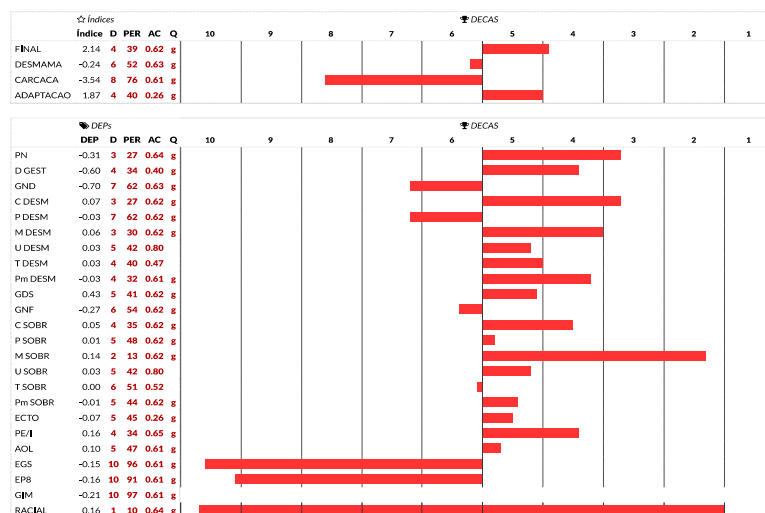 Índices DECAS
Índice D PER AC Q 10 9 8 7 6 5 4 3 2 1
FINAL 2.14 4 39 0.62 g
DESMAMA -0.24 6 52 0.63 g
CARCACA -3.54 8 76 0.61 g
ADAPTACAO 1.87 4 40 0.26 g
DEPs DECAS
DEP D PER AC Q 10 9 8 7 6 5 4 3 2 1
PN -0.31 3 27 0.64 g
D GEST -0.60 4 34 0.40 g
GND -0.70 7 62 0.63 g
C DESM 0.07 3 27 0.62 g
P DESM -0.03 7 62 0.62 g
M DESM 0.06 3 30 0.62 g
U DESM 0.03 5 42 0.80
T DESM 0.03 4 40 0.47
Pm DESM -0.03 4 32 0.61 g
GDS 0.43 5 41 0.62 g
GNF -0.27 6 54 0.62 g
C SOBR 0.05 4 35 0.62 g
P SOBR 0.01 5 48 0.62 g
M SOBR 0.14 2 13 0.62 g
U SOBR 0.03 5 42 0.80
T SOBR 0.00 6 51 0.52
Pm SOBR -0.01 5 44 0.62 g
ECTO -0.07 5 45 0.26 g
PE/I 0.16 4 34 0.65 g
AOL 0.10 5 47 0.61 g
EGS -0.15 10 96 0.61 g
EP8 -0.16 10 91 0.61 g
GIM -0.21 10 97 0.61 g
RACIAL 0.16 1 10 0.64 g